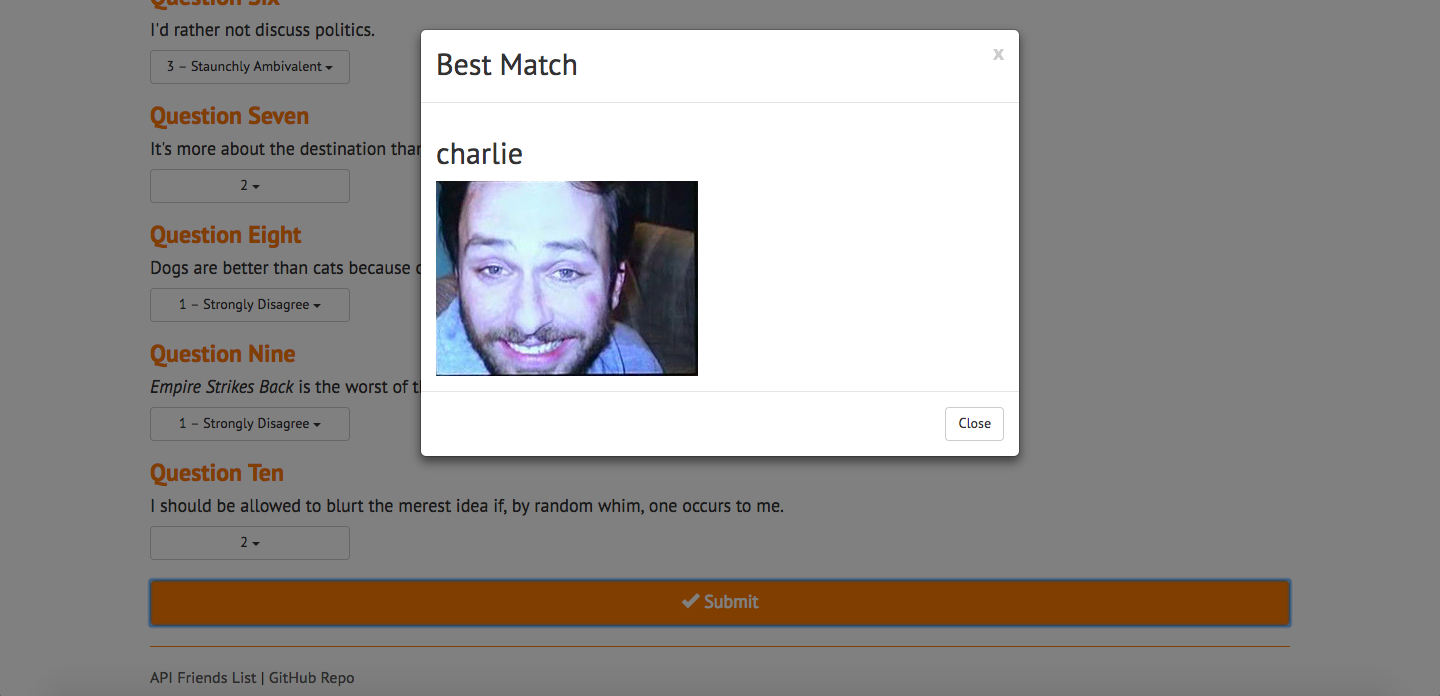 Question Six
I'd rather not discuss politics.
3 – Staunchly Ambivalent
Best Match
x
charlie
Question Seven
It's more about the destination than
2
Question Eight
Dogs are better than cats because
1 – Strongly Disagree
Question Nine
Empire Strikes Back is the worst of
1 – Strongly Disagree
Close
Question Ten
I should be allowed to blurt the merest idea if, by random whim, one occurs to me.
2
Submit
API Friends List | GitHub Repo